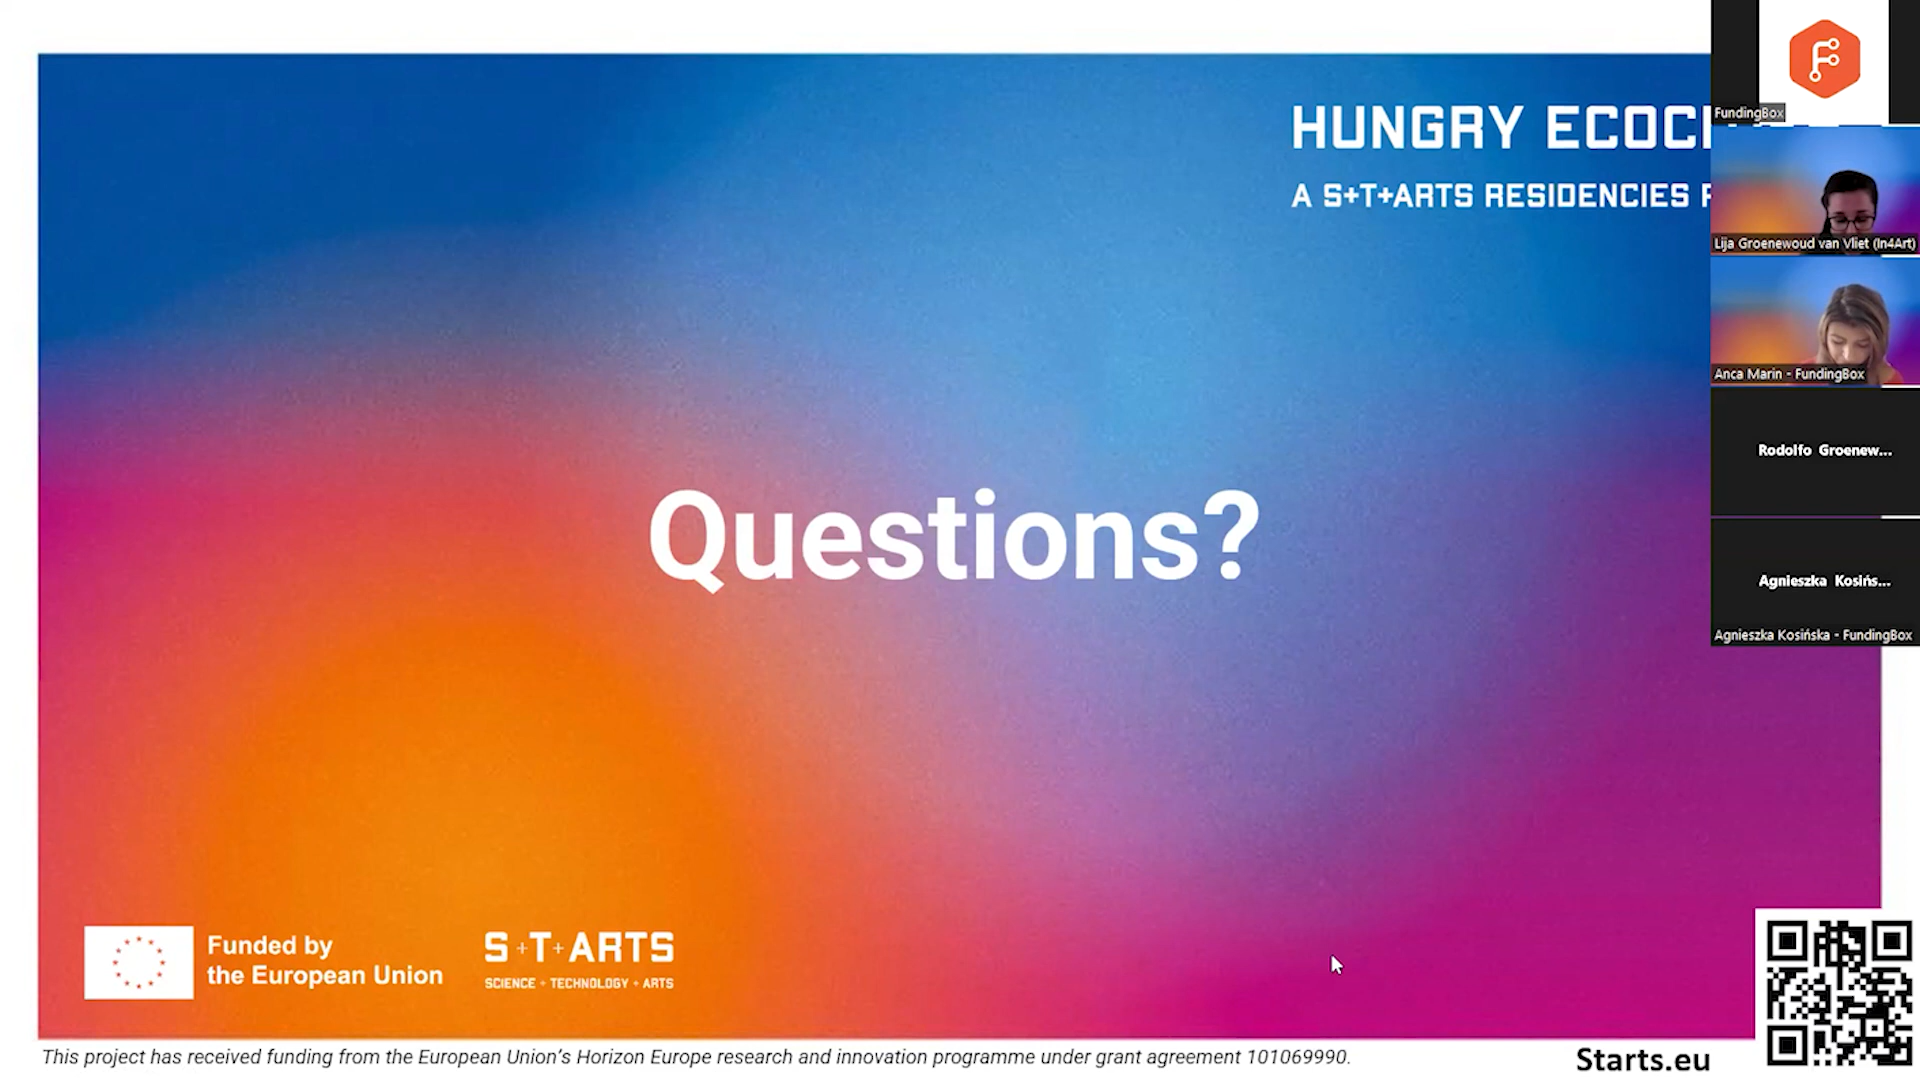 HUNGRY
A S+T+ARTS RESIDENCIES
Questions?
Funded by
the European Union
S+T+ARTS
SCIENCE + TECHNOLOGY + ARTS
This project has received funding from the European Union's Horizon Europe research and innovation programme under grant agreement 101069990.
Starts.eu
FundingBox
Lija Groenewoud van Vliet (In4Art)
Anca Marin - FundingBox
Rodolfo Groenew...
Agnieszka Kosińs...
Agnieszka Kosińska - FundingBox